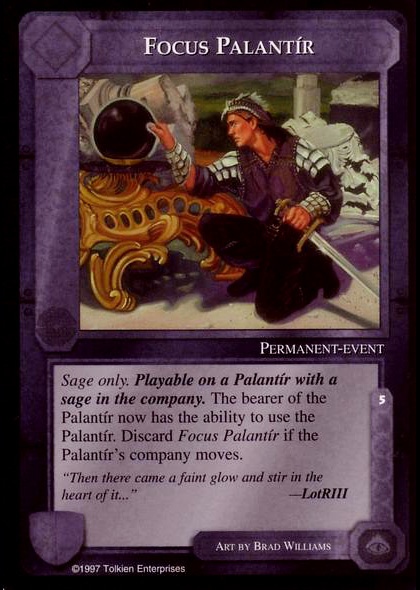 FOCUS PALANTÍR
PERMANENT-EVENT
Sage only. Playable on a Palantír with a
sage in the company. The bearer of the
Palantír now has the ability to use the
Palantír. Discard Focus Palantír if the
Palantír's company moves.
5
“Then there came a faint glow and stir in the
heart of it...” —LotRIII
ART BY BRAD WILLIAMS
©1997 Tolkien Enterprises